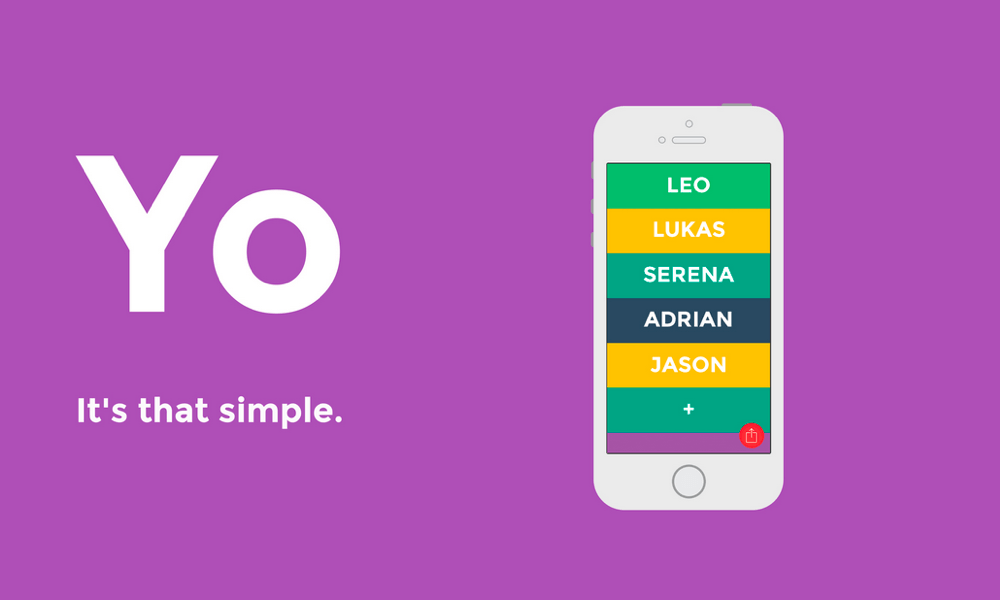 Yo
It's that simple.
LEO
LUKAS
SERENA
ADRIAN
JASON
+